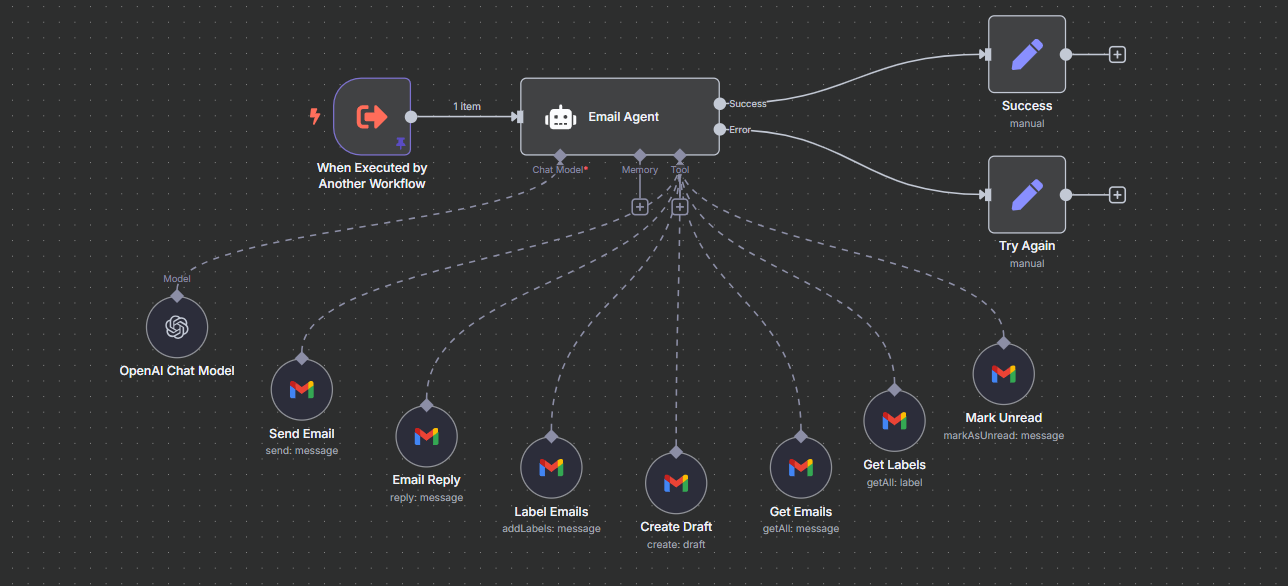 1 Item
When Executed by
Another Workflow
Email Agent
Success
Error
Chat Model*
Memory
Tool
Success
manual
Try Again
manual
Model
OpenAI Chat Model
Send Email
send: message
Email Reply
reply: message
Label Emails
addLabels: message
Create Draft
create: draft
Get Emails
getAll: message
Get Labels
getAll: label
Mark Unread
markAsUnread: message